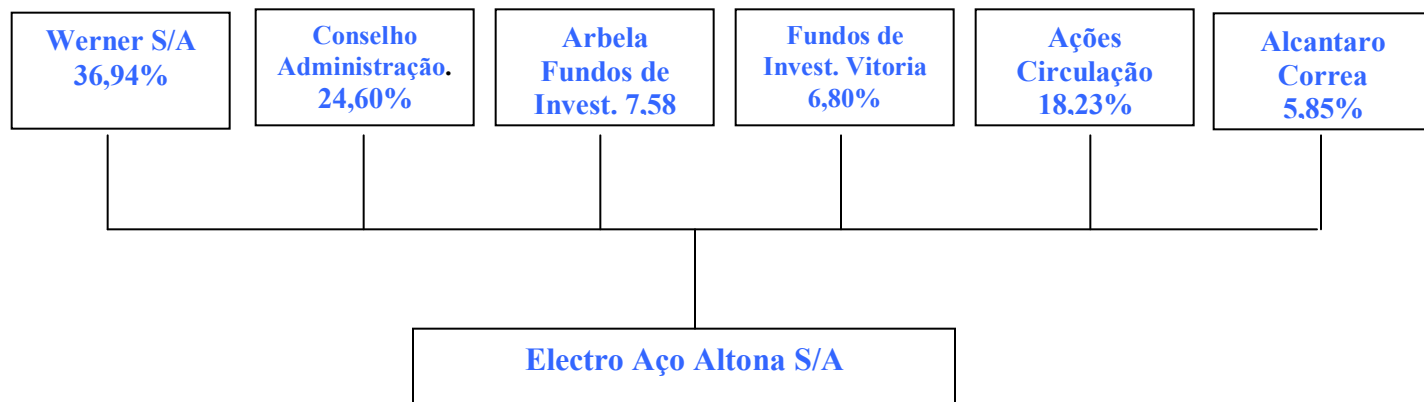 Werner S/A
36,94%
Conselho
Administração.
24,60%
Arbela
Fundos de
Invest. 7,58
Fundos de
Invest. Vitoria
6,80%
Ações
Circulação
18,23%
Alcantaro
Correa
5,85%
Electro Aço Altona S/A